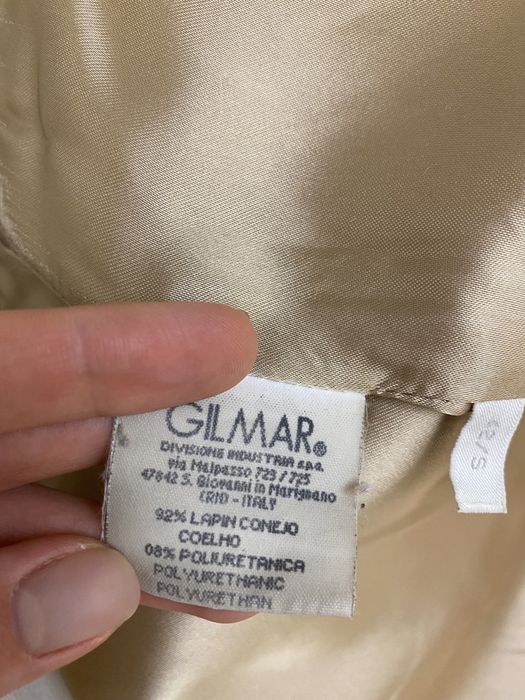 GILMAR®
DIVISIONE INDUSTRIA s.p.a.
via Malpasso 723/725
47842 S. Giovanni in Marignano
(RN) - ITALY
92% LAPIN CONEJO
COELHO
08% POLIURETANICA
POLYURETHANIC
POLYURETHAN